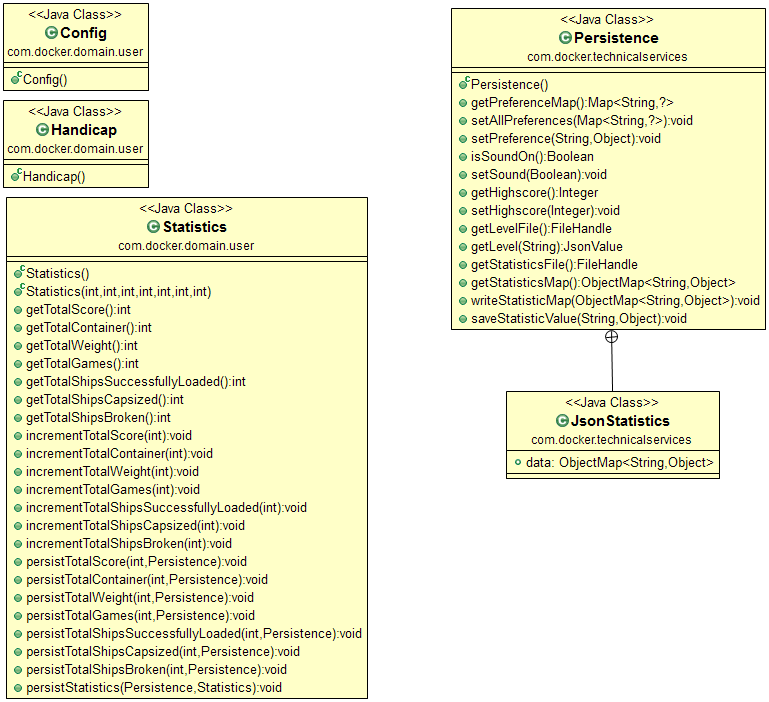 <<Java Class>>
Config
com.docker.domain.user
Config()
<<Java Class>>
Handicap
com.docker.domain.user
Handicap()
<<Java Class>>
Statistics
com.docker.domain.user
Statistics()
Statistics(int,int,int,int,int,int,int)
getTotalScore():int
getTotalContainer():int
getTotalWeight():int
getTotalGames():int
getTotalShipsSuccessfullyLoaded():int
getTotalShipsCapsized():int
getTotalShipsBroken():int
incrementTotalScore(int):void
incrementTotalContainer(int):void
incrementTotalWeight(int):void
incrementTotalGames(int):void
incrementTotalShipsSuccessfullyLoaded(int):void
incrementTotalShipsCapsized(int):void
incrementTotalShipsBroken(int):void
persistTotalScore(int,Persistence):void
persistTotalContainer(int,Persistence):void
persistTotalWeight(int,Persistence):void
persistTotalGames(int,Persistence):void
persistTotalShipsSuccessfullyLoaded(int,Persistence):void
persistTotalShipsCapsized(int,Persistence):void
persistTotalShipsBroken(int,Persistence):void
persistStatistics(Persistence,Statistics):void
<<Java Class>>
Persistence
com.docker.technicalservices
Persistence()
getPreferenceMap():Map<String,?>
setAllPreferences(Map<String,?>):void
setPreference(String,Object):void
isSoundOn():Boolean
setSound(Boolean):void
getHighscore():Integer
setHighscore(Integer):void
getLevelFile():FileHandle
getLevel(String):JsonValue
getStatisticsFile():FileHandle
getStatisticsMap():ObjectMap<String,Object>
writeStatisticMap(ObjectMap<String,Object>):void
saveStatisticValue(String,Object):void
<<Java Class>>
JsonStatistics
com.docker.technicalservices
data: ObjectMap<String,Object>